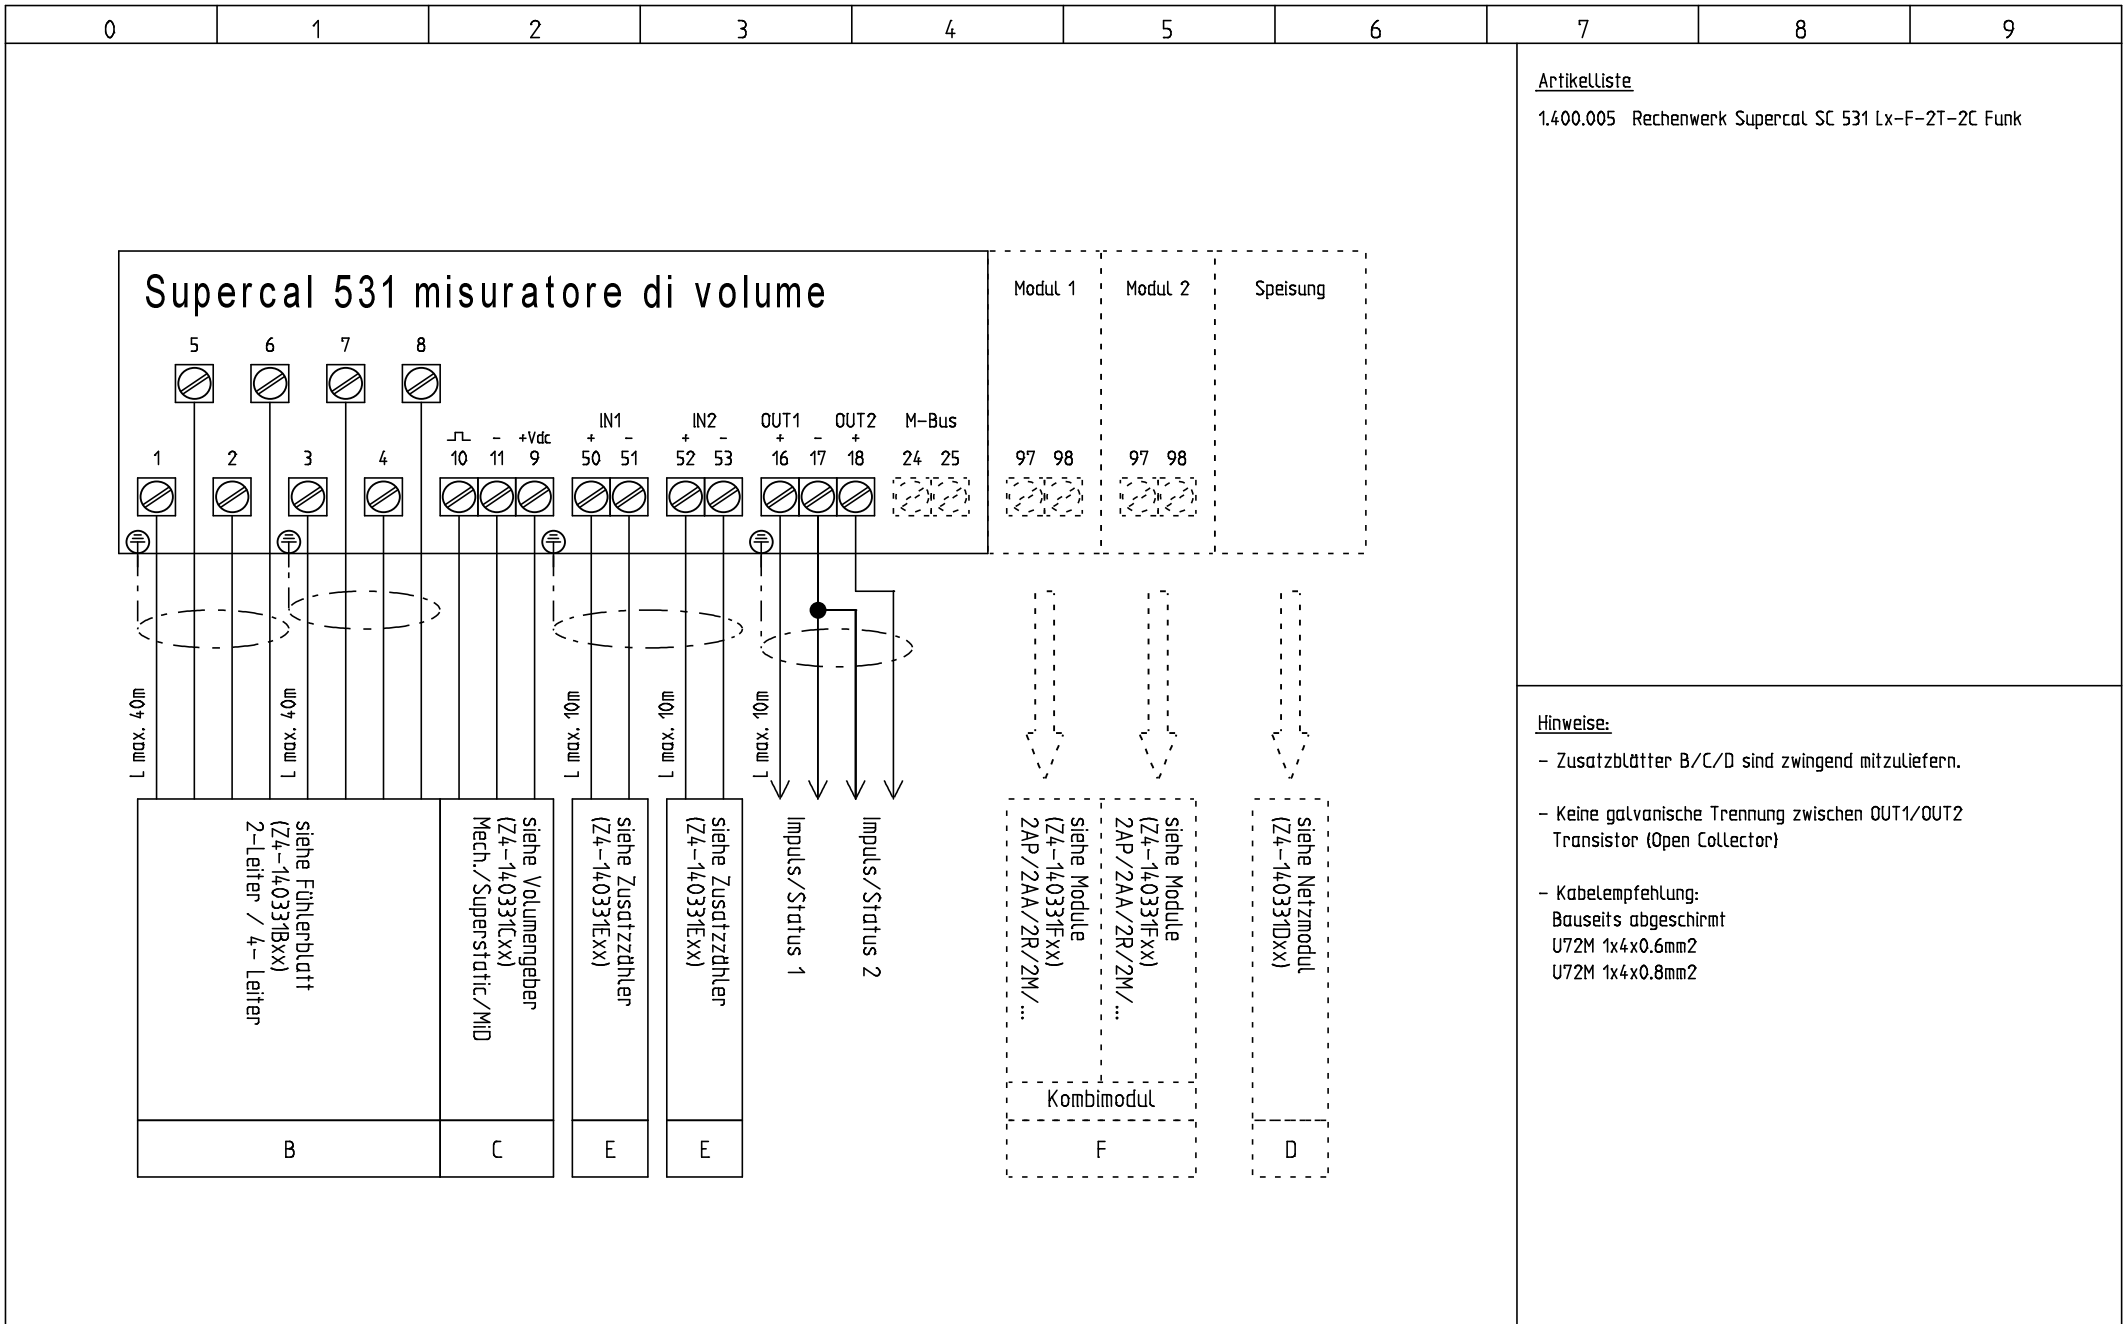 0 1 2 3 4 5 6 7 8 9
Artikelliste
1.400.005 Rechenwerk Supercal SC 531 Lx-F-2T-2C Funk
Supercal 531 misuratore di volume
Modul 1
Modul 2
Speisung
5 6 7 8
IN1 IN2 OUT1 OUT2 M-Bus
- +Vdc + - + - + - +
1 2 3 4 10 11 9 50 51 52 53 16 17 18 24 25 97 98 97 98
L max. 40m
L max. 40m
L max. 10m
L max. 10m
L max. 10m
siehe Fühlerblatt
(Z4-140331Bxx)
2-Leiter / 4- Leiter
siehe Volumengeber
(Z4-140331Cxx)
Mech./Superstatic/MiD
siehe Zusatzzähler
(Z4-140331Exx)
siehe Zusatzzähler
(Z4-140331Exx)
Impuls/Status 1
Impuls/Status 2
siehe Module
(Z4-140331Fxx)
2AP/2AA/2R/2M/...
siehe Module
(Z4-140331Fxx)
2AP/2AA/2R/2M/...
siehe Netzmodul
(Z4-140331Dxx)
Kombimodul
B C E E F D
Hinweise:
- Zusatzblätter B/C/D sind zwingend mitzuliefern.
- Keine galvanische Trennung zwischen OUT1/OUT2
Transistor (Open Collector)
- Kabelempfehlung:
Bauseits abgeschirmt
U72M 1x4x0.6mm2
U72M 1x4x0.8mm2